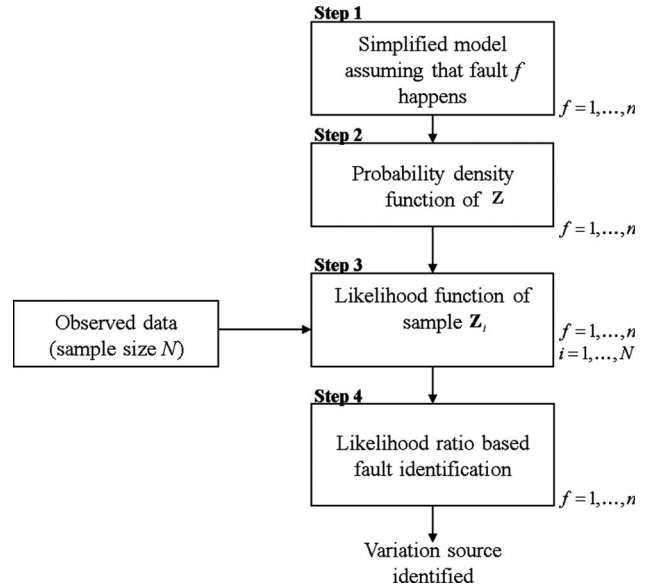 Step 1
Simplified model
assuming that fault f
happens
f = 1,...,n
Step 2
Probability density
function of Z
f = 1,...,n
Step 3
Likelihood function of
sample Zᵢ
f = 1,...,n
i = 1,...,N
Observed data
(sample size N)
Step 4
Likelihood ratio based
fault identification
f = 1,...,n
Variation source
identified